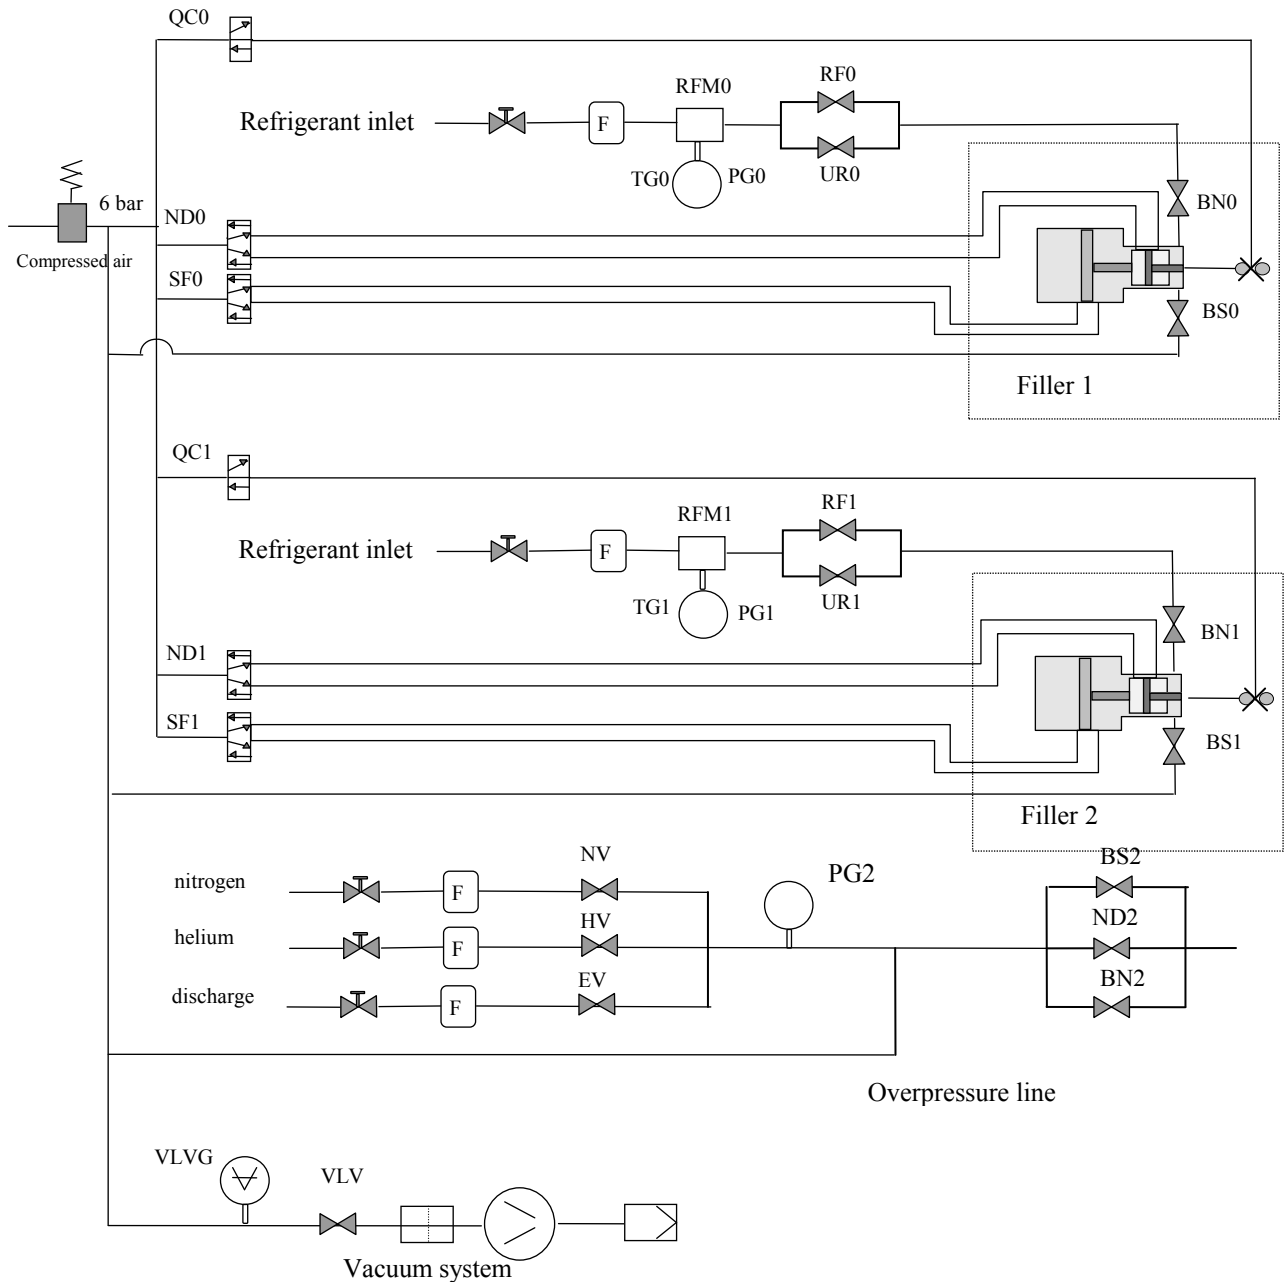 QC0
RF0
RFM0
Refrigerant inlet
F
TG0
PG0
UR0
6 bar
ND0
BN0
Compressed air
SF0
BS0
Filler 1
QC1
RF1
RFM1
Refrigerant inlet
F
TG1
PG1
UR1
BN1
ND1
SF1
BS1
Filler 2
NV
BS2
nitrogen
F
PG2
HV
ND2
helium
F
EV
BN2
discharge
F
Overpressure line
VLVG
VLV
Vacuum system